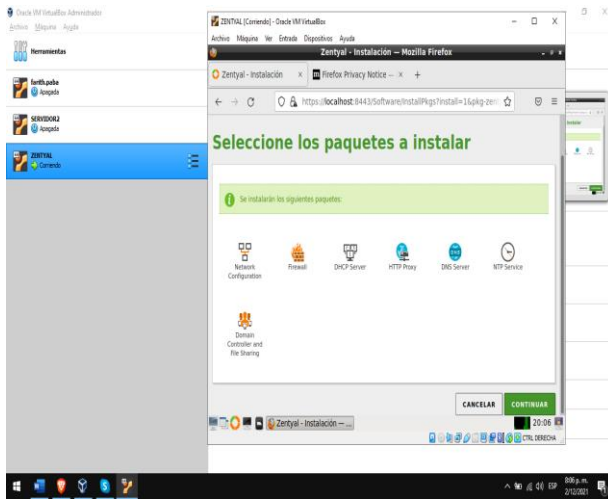 Oracle VM VirtualBox Administrador
Archivo Máquina Ayuda
Herramientas
farith.paba
Apagada
SERVIDOR2
Apagada
ZENTYAL
Corriendo
ZENTYAL [Corriendo] - Oracle VM VirtualBox
Archivo Máquina Ver Entrada Dispositivos Ayuda
Zentyal - Instalación — Mozilla Firefox
Zentyal - Instalación
Firefox Privacy Notice —
https://localhost:8443/Software/InstallPkgs?install=1&pkg-zen
Seleccione los paquetes a instalar
Se instalarán los siguientes paquetes:
Network Configuration
Firewall
DHCP Server
HTTP Proxy
DNS Server
NTP Service
Domain Controller and File Sharing
CANCELAR
CONTINUAR
Zentyal - Instalación — ...
20:06
CTRL DERECHA
ESP
8:06 p. m.
2/12/2021